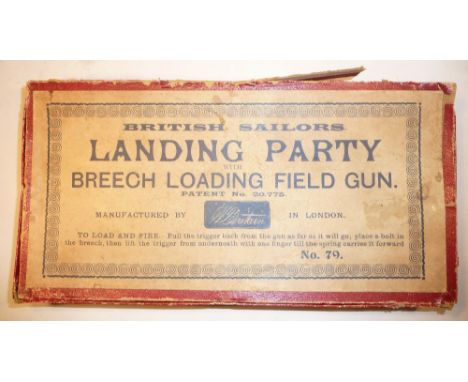 BRITISH SAILORS
LANDING PARTY
WITH
BREECH LOADING FIELD GUN.
PATENT No. 20.775.
MANUFACTURED BY W Britain IN LONDON.
TO LOAD AND FIRE.— Pull the trigger back from the gun as far as it will go; place a bolt in
the breech, then lift the trigger from underneath with one finger till the spring carries it forward
No. 79.